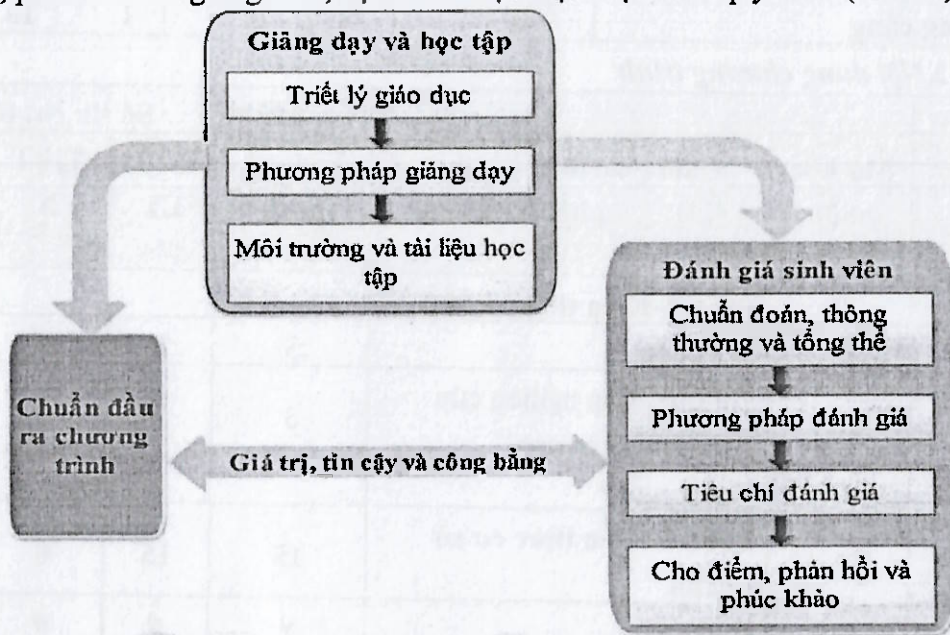 Giảng dạy và học tập
Triết lý giáo dục
Phương pháp giảng dạy
Môi trường và tài liệu học
tập
Đánh giá sinh viên
Chuẩn đoán, thông
thường và tổng thể
Chuẩn đầu
ra chương
trình
Phương pháp đánh giá
Giá trị, tin cậy và công bằng
Tiêu chí đánh giá
Cho điểm, phản hồi và
phúc khảo